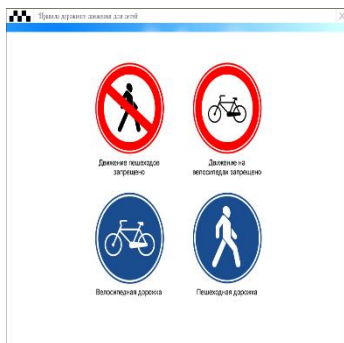 Правила дорожного движения для детей
Движение пешеходов
запрещено
Движение на
велосипедах запрещено
Велосипедная дорожка
Пешеходная дорожка